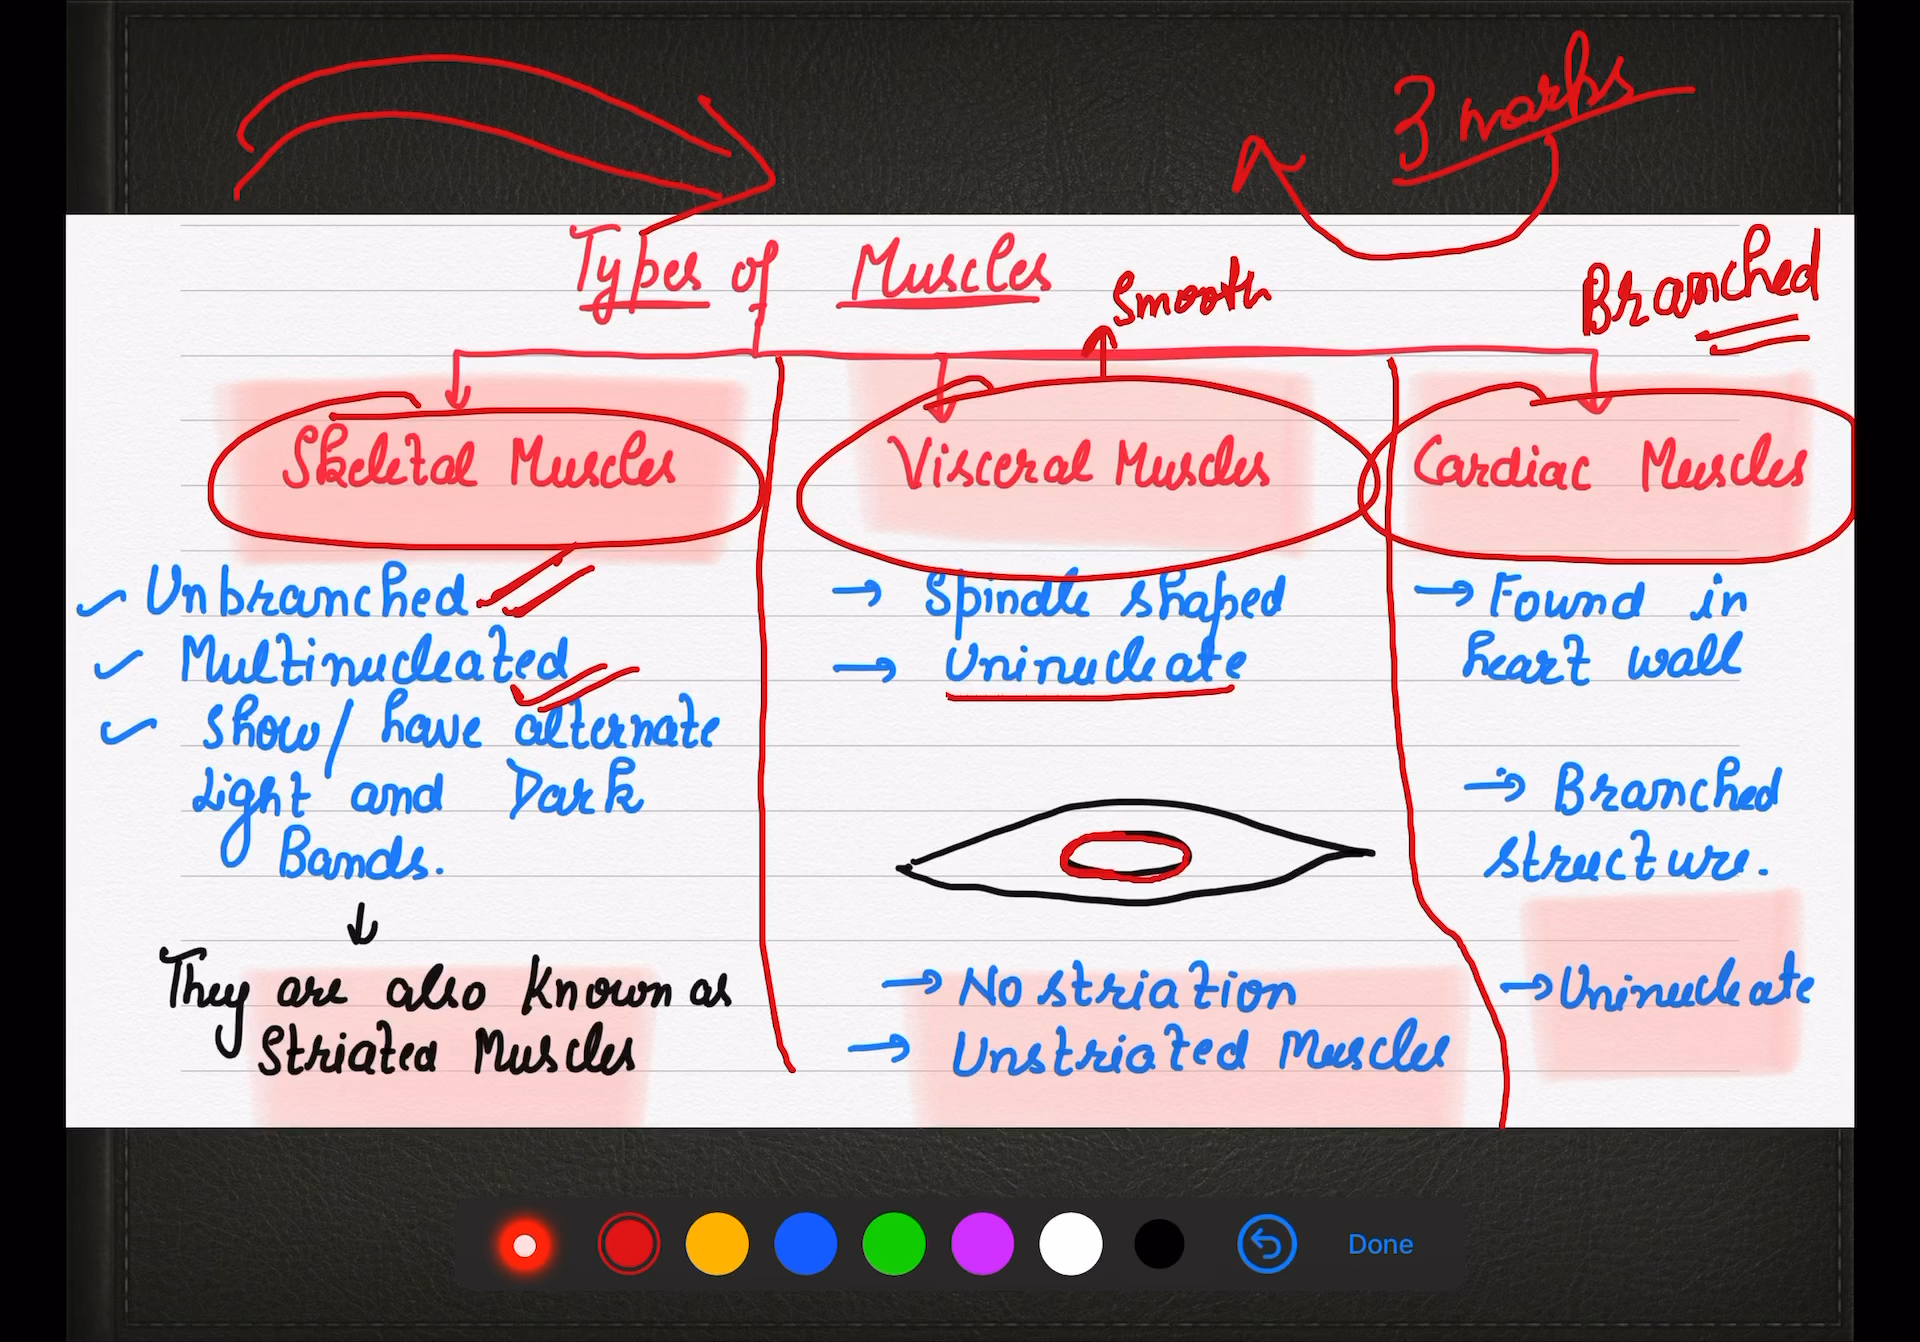 3 marks
Types of Muscles
Smooth
Branched
Skeletal Muscles
Unbranched
Multinucleated
Show/ have alternate
Light and Dark
Bands.
They are also known as
Striated Muscles
Visceral Muscles
Spindle shaped
Uninucleate
No striation
Unstriated Muscles
Cardiac Muscles
Found in
heart wall
Branched
structure.
Uninucleate
Done